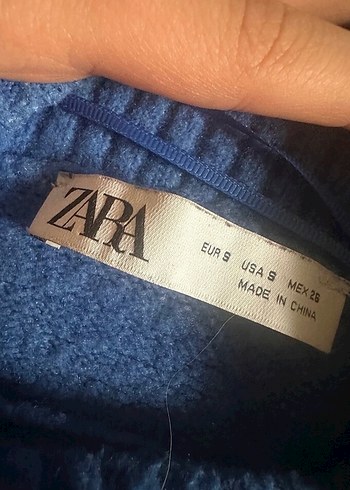 ZARA
EUR S USA S MEX 26
MADE IN CHINA